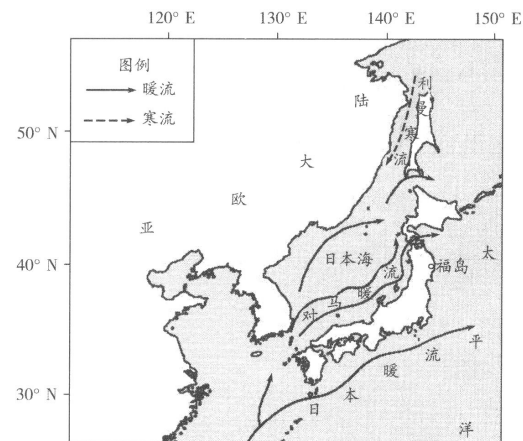 120° E 130° E 140° E 150° E
图例
暖流
寒流
50° N
40° N
30° N
亚欧大陆
利曼寒流
日本海
对马暖流
福岛
日本暖流
太平洋